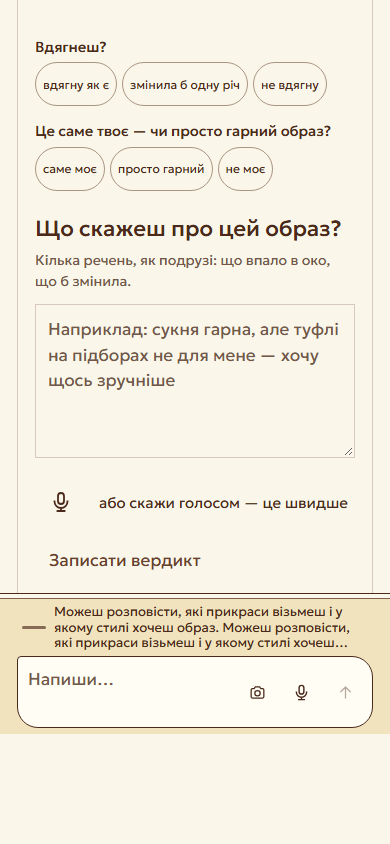 Вдягнеш?
вдягну як є
змінила б одну річ
не вдягну
Це саме твоє — чи просто гарний образ?
саме моє
просто гарний
не моє
Що скажеш про цей образ?
Кілька речень, як подрузі: що впало в око,
що б змінила.
Наприклад: сукня гарна, але туфлі
на підборах не для мене — хочу
щось зручніше
або скажи голосом — це швидше
Записати вердикт
Можеш розповісти, які прикраси візьмеш і у
якому стилі хочеш образ. Можеш розповісти,
які прикраси візьмеш і у якому стилі хочеш...
Напиши...